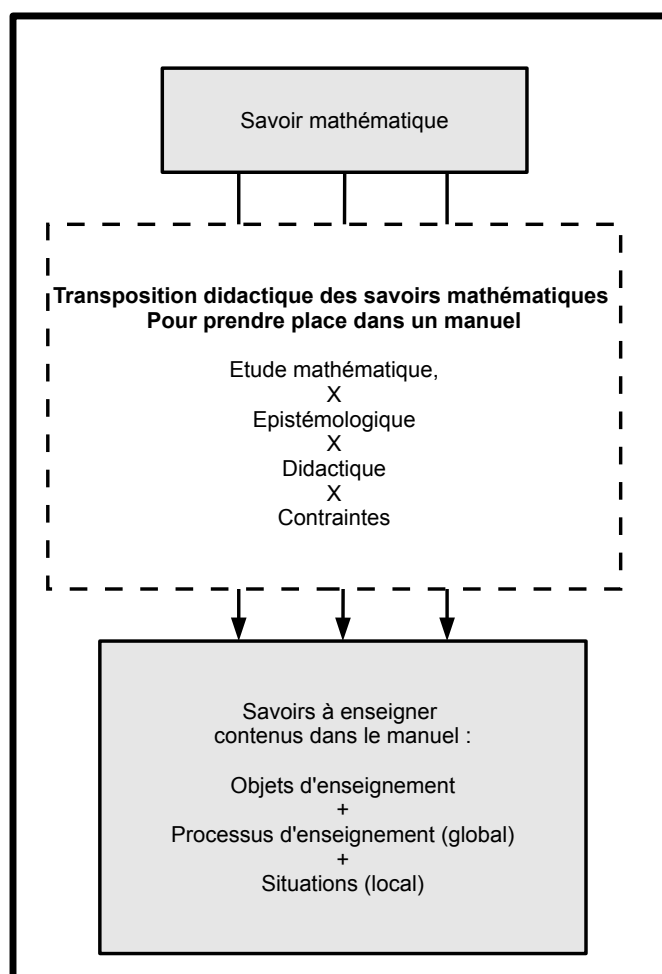 Savoir mathématique
Transposition didactique des savoirs mathématiques
Pour prendre place dans un manuel
Etude mathématique,
X
Epistémologique
X
Didactique
X
Contraintes
Savoirs à enseigner
contenus dans le manuel :
Objets d'enseignement
+
Processus d'enseignement (global)
+
Situations (local)